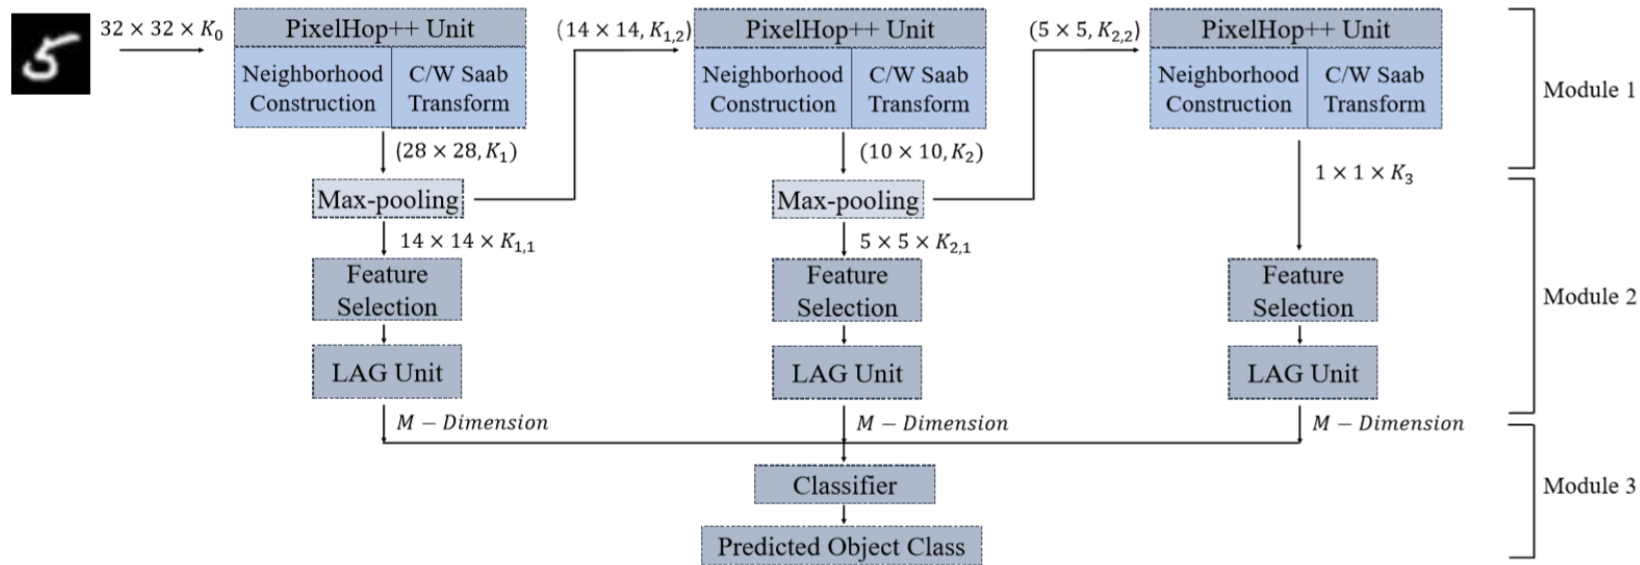 32 × 32 × K₀
PixelHop++ Unit
Neighborhood
Construction
C/W Saab
Transform
(14 × 14, K₁,₂)
PixelHop++ Unit
Neighborhood
Construction
C/W Saab
Transform
(5 × 5, K₂,₂)
PixelHop++ Unit
Neighborhood
Construction
C/W Saab
Transform
Module 1
(28 × 28, K₁)
(10 × 10, K₂)
1 × 1 × K₃
Max-pooling
Max-pooling
14 × 14 × K₁,₁
5 × 5 × K₂,₁
Feature
Selection
Feature
Selection
Feature
Selection
Module 2
LAG Unit
LAG Unit
LAG Unit
M − Dimension
M − Dimension
M − Dimension
Classifier
Module 3
Predicted Object Class
5